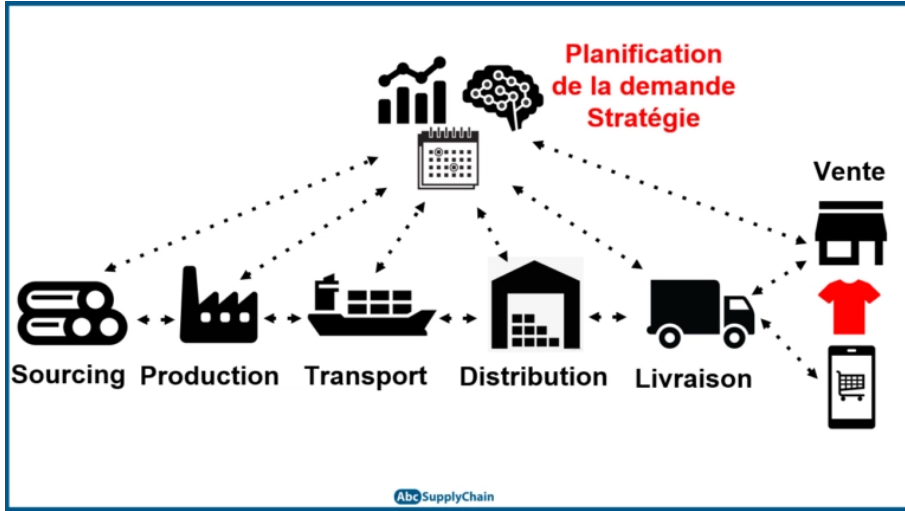 Planification
de la demande
Stratégie
Vente
Sourcing
Production
Transport
Distribution
Livraison
AbcSupplyChain